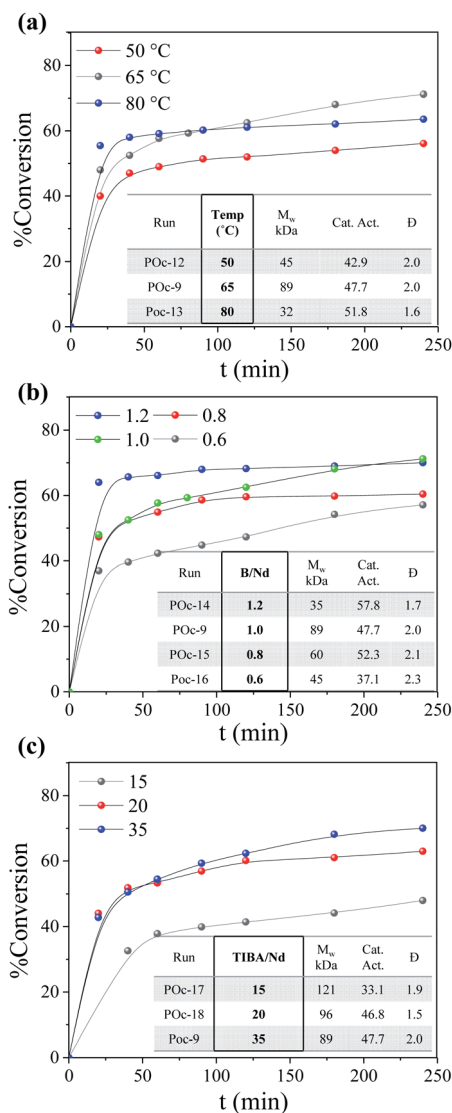 (a)
50 °C
65 °C
80 °C
80
60
40
20
0
%Conversion
Run Temp (˚C) Mw kDa Cat. Act. Đ
POc-12 50 45 42.9 2.0
POc-9 65 89 47.7 2.0
Poc-13 80 32 51.8 1.6
0 50 100 150 200 250
t (min)
(b)
1.2 0.8
1.0 0.6
80
60
40
20
0
%Conversion
Run B/Nd Mw kDa Cat. Act. Đ
POc-14 1.2 35 57.8 1.7
POc-9 1.0 89 47.7 2.0
POc-15 0.8 60 52.3 2.1
Poc-16 0.6 45 37.1 2.3
0 50 100 150 200 250
t (min)
(c)
15
20
35
80
60
40
20
0
%Conversion
Run TIBA/Nd Mw kDa Cat. Act. Đ
POc-17 15 121 33.1 1.9
POc-18 20 96 46.8 1.5
Poc-9 35 89 47.7 2.0
0 50 100 150 200 250
t (min)